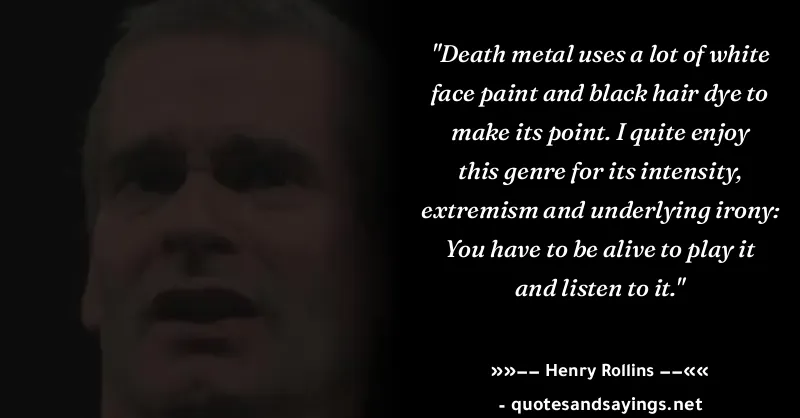 "Death metal uses a lot of white
face paint and black hair dye to
make its point. I quite enjoy
this genre for its intensity,
extremism and underlying irony:
You have to be alive to play it
and listen to it."
»»−− Henry Rollins −−««
- quotesandsayings.net